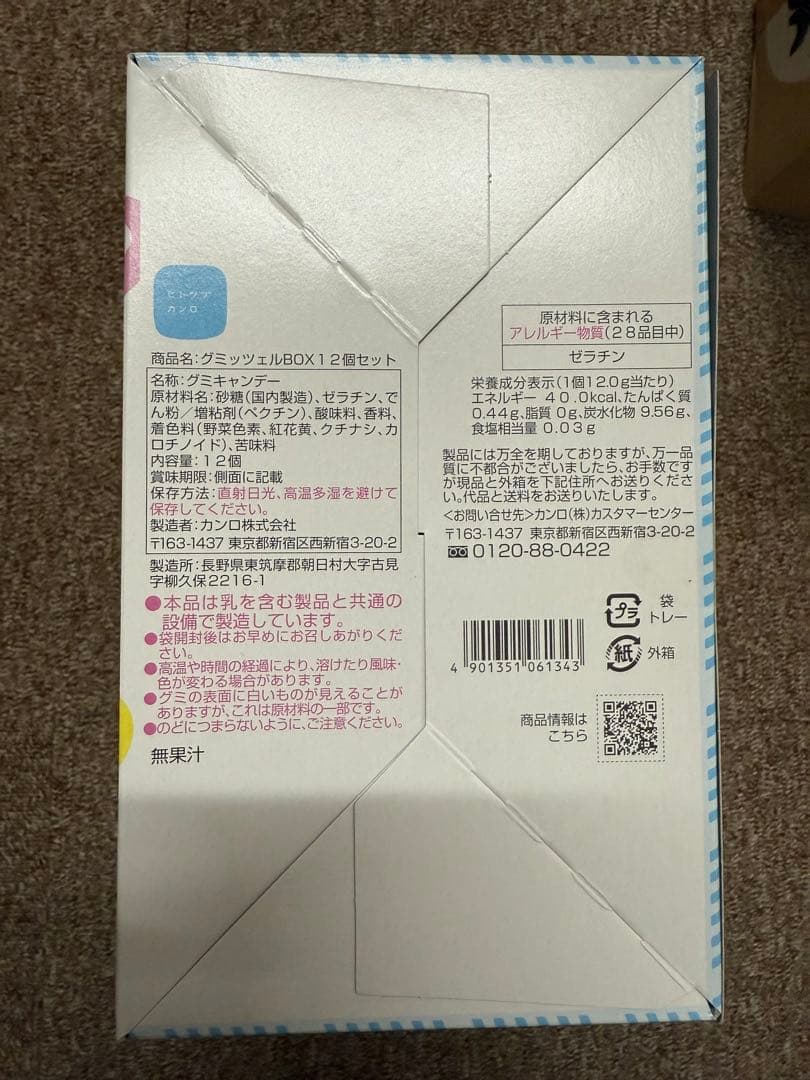 ヒトツブ
カンロ
商品名：グミッツェルBOX１２個セット
名称：グミキャンデー
原材料名：砂糖（国内製造）、ゼラチン、で
ん粉／増粘剤（ペクチン）、酸味料、香料、
着色料（野菜色素、紅花黄、クチナシ、カ
ロチノイド）、苦味料
内容量：１２個
賞味期限：側面に記載
保存方法：直射日光、高温多湿を避けて
保存してください。
製造者：カンロ株式会社
〒163-1437 東京都新宿区西新宿3-20-2
製造所：長野県東筑摩郡朝日村大字古見
字柳久保2216-1
●本品は乳を含む製品と共通の
設備で製造しています。
●袋開封後はお早めにお召しあがりくだ
さい。
●高温や時間の経過により、溶けたり風味・
色が変わる場合があります。
●グミの表面に白いものが見えることが
ありますが、これは原材料の一部です。
●のどにつまらないように、ご注意ください。
無果汁
原材料に含まれる
アレルギー物質（２８品目中）
ゼラチン
栄養成分表示（1個12.0g当たり）
エネルギー 40.0kcal、たんぱく質
0.44g、脂質 0g、炭水化物 9.56g、
食塩相当量 0.03g
製品には万全を期しておりますが、万一品
質に不都合がございましたら、お手数です
が現品と外箱を下記住所へお送りくださ
い。代品と送料をお送りいたします。
＜お問い合せ先＞カンロ（株）カスタマーセンター
〒163-1437 東京都新宿区西新宿3-20-2
0120-88-0422
プラ
袋
トレー
紙
外箱
4 901351 061343
商品情報は
こちら